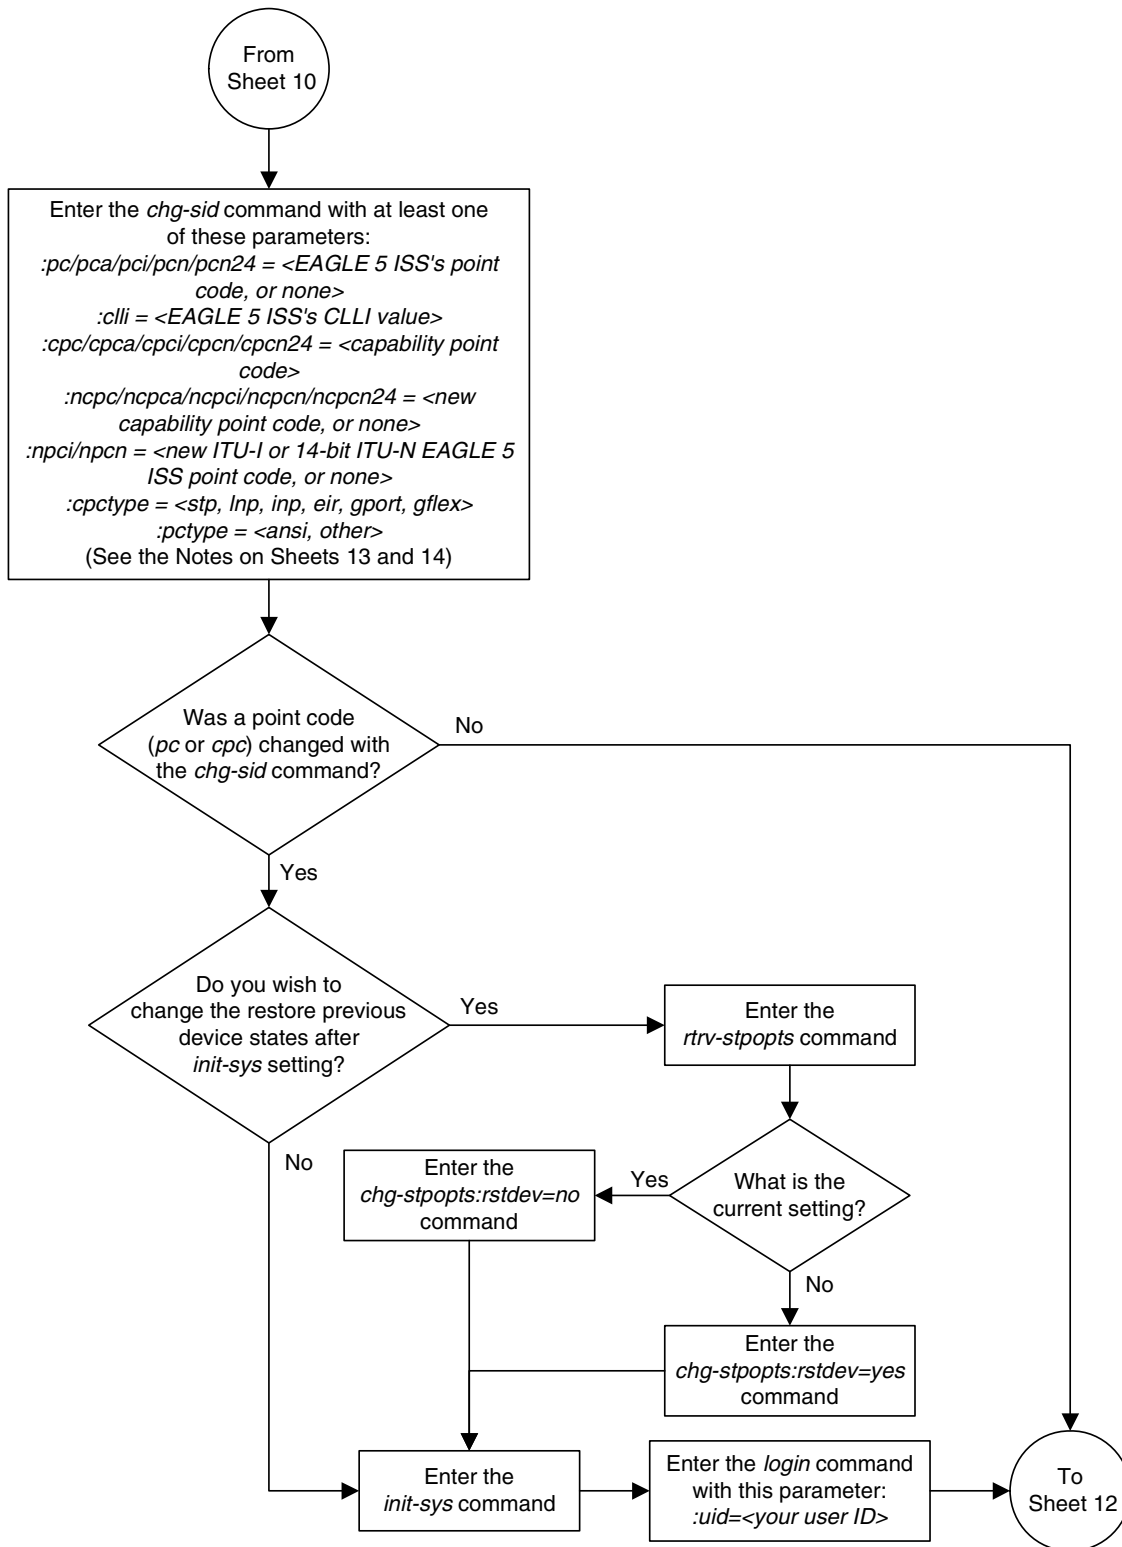 From
Sheet 10
Enter the chg-sid command with at least one
of these parameters:
:pc/pca/pci/pcn/pcn24 = <EAGLE 5 ISS's point
code, or none>
:clli = <EAGLE 5 ISS's CLLI value>
:cpc/cpca/cpci/cpcn/cpcn24 = <capability point
code>
:ncpc/ncpca/ncpci/ncpcn/ncpcn24 = <new
capability point code, or none>
:npci/npcn = <new ITU-I or 14-bit ITU-N EAGLE 5
ISS point code, or none>
:cpctype = <stp, lnp, inp, eir, gport, gflex>
:pctype = <ansi, other>
(See the Notes on Sheets 13 and 14)
Was a point code
(pc or cpc) changed with
the chg-sid command?
No
Yes
Do you wish to
change the restore previous
device states after
init-sys setting?
Yes
No
Enter the
rtrv-stpopts command
What is the
current setting?
Yes
No
Enter the
chg-stpopts:rstdev=no
command
Enter the
chg-stpopts:rstdev=yes
command
Enter the
init-sys command
Enter the login command
with this parameter:
:uid=<your user ID>
To
Sheet 12